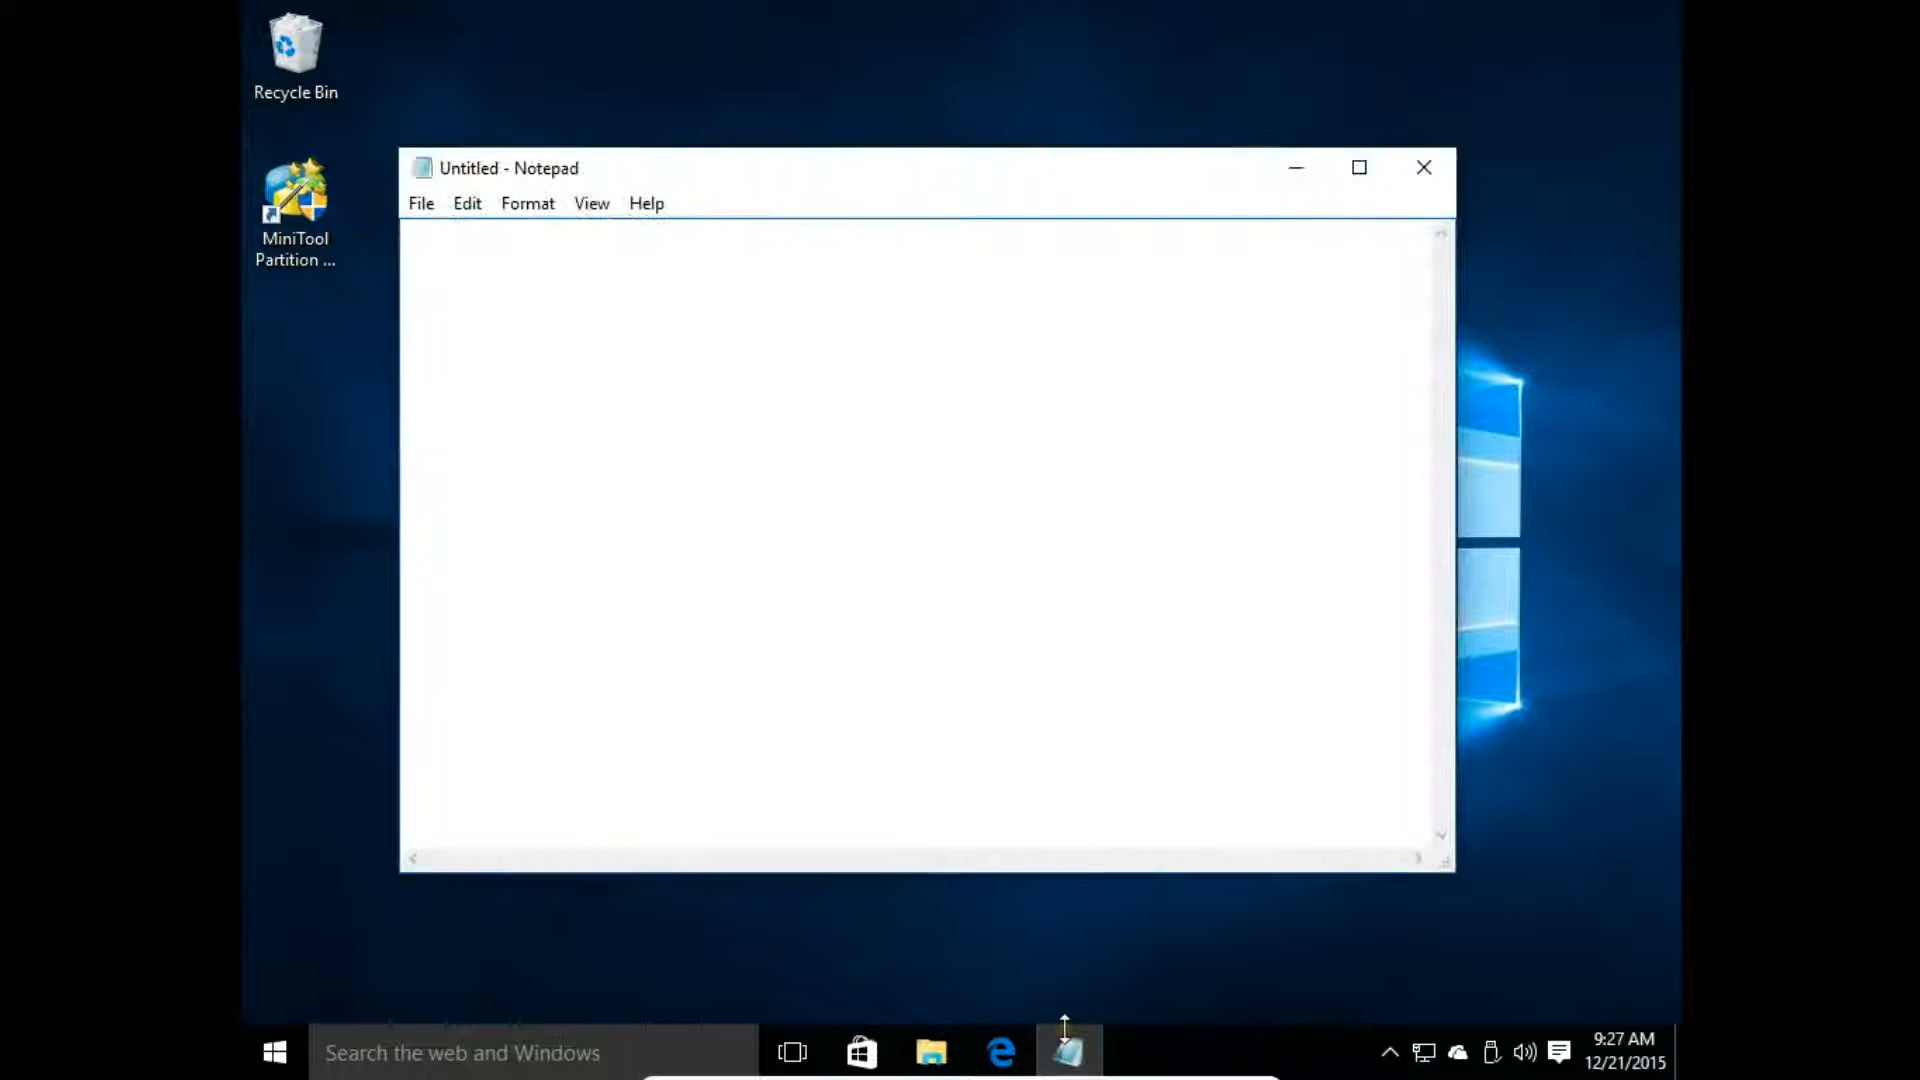 Recycle Bin
MiniTool
Partition ...
Untitled - Notepad
File Edit Format View Help
Search the web and Windows
9:27 AM
12/21/2015